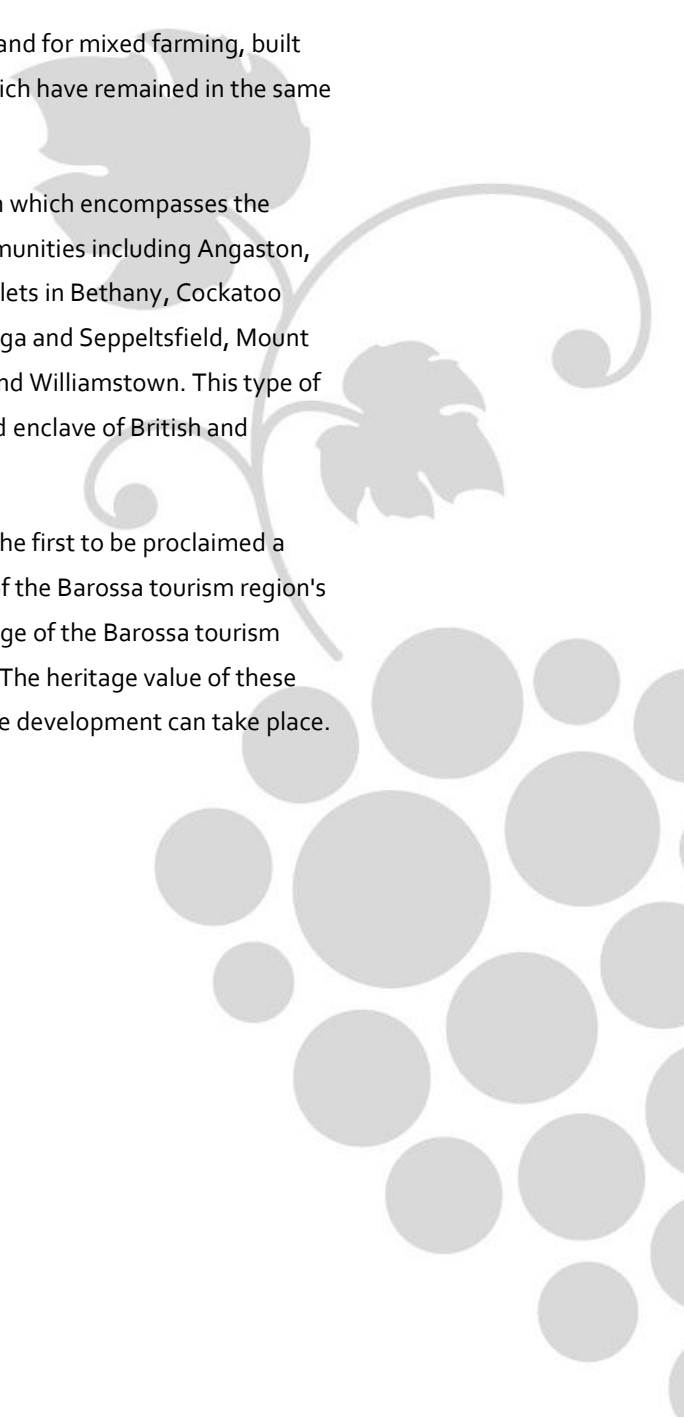 and for mixed farming, built
ich have remained in the same
which encompasses the
munities including Angaston,
lets in Bethany, Cockatoo
ga and Seppeltsfield, Mount
nd Williamstown. This type of
d enclave of British and
he first to be proclaimed a
of the Barossa tourism region's
ge of the Barossa tourism
The heritage value of these
e development can take place.